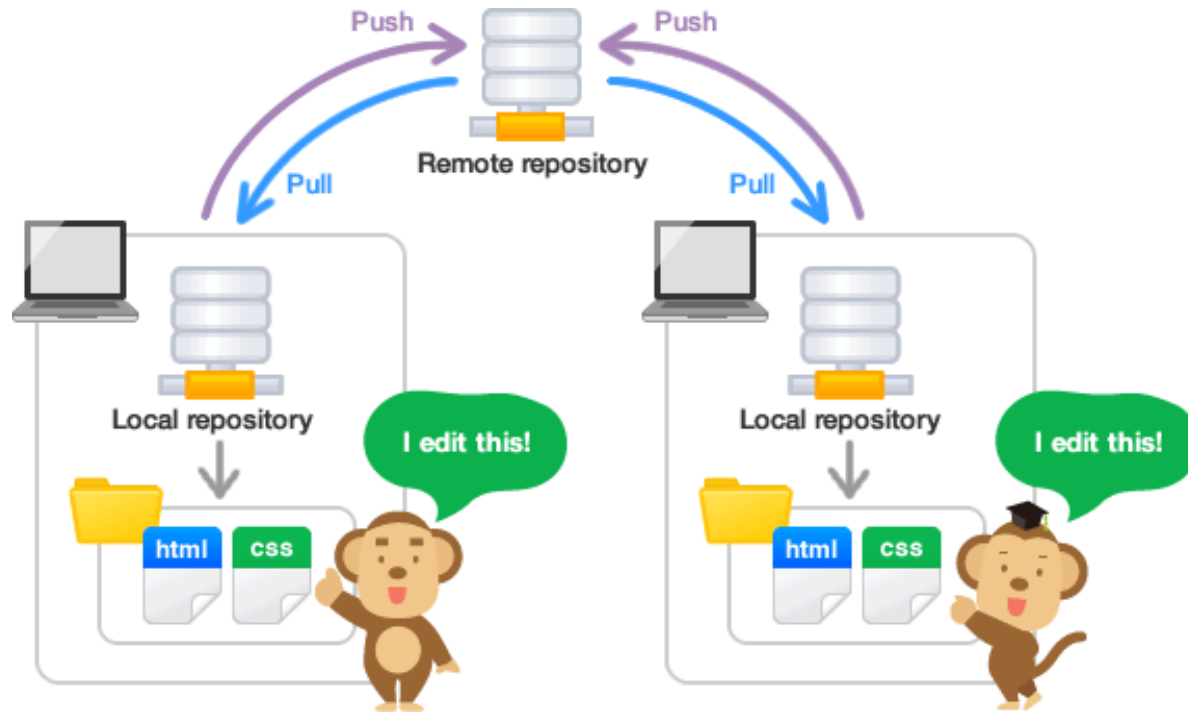 Push
Push
Pull
Pull
Remote repository
Local repository
I edit this!
html
css
Local repository
I edit this!
html
css